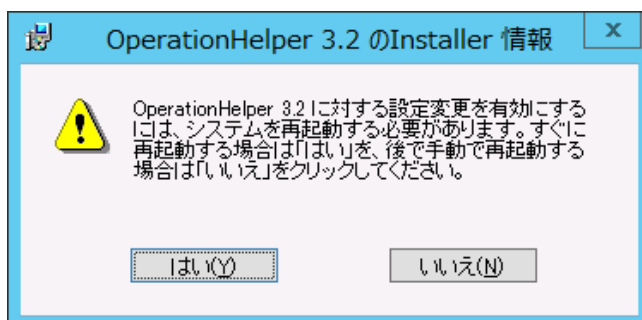 OperationHelper 3.2 のInstaller 情報
x
OperationHelper 3.2 に対する設定変更を有効にする
には、システムを再起動する必要があります。すぐに
再起動する場合は「はい」を、後で手動で再起動する
場合は「いいえ」をクリックしてください。
はい(Y)
いいえ(N)